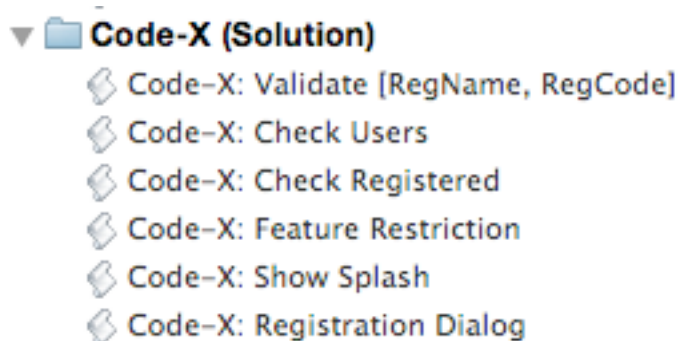 Code-X (Solution)
Code-X: Validate [RegName, RegCode]
Code-X: Check Users
Code-X: Check Registered
Code-X: Feature Restriction
Code-X: Show Splash
Code-X: Registration Dialog